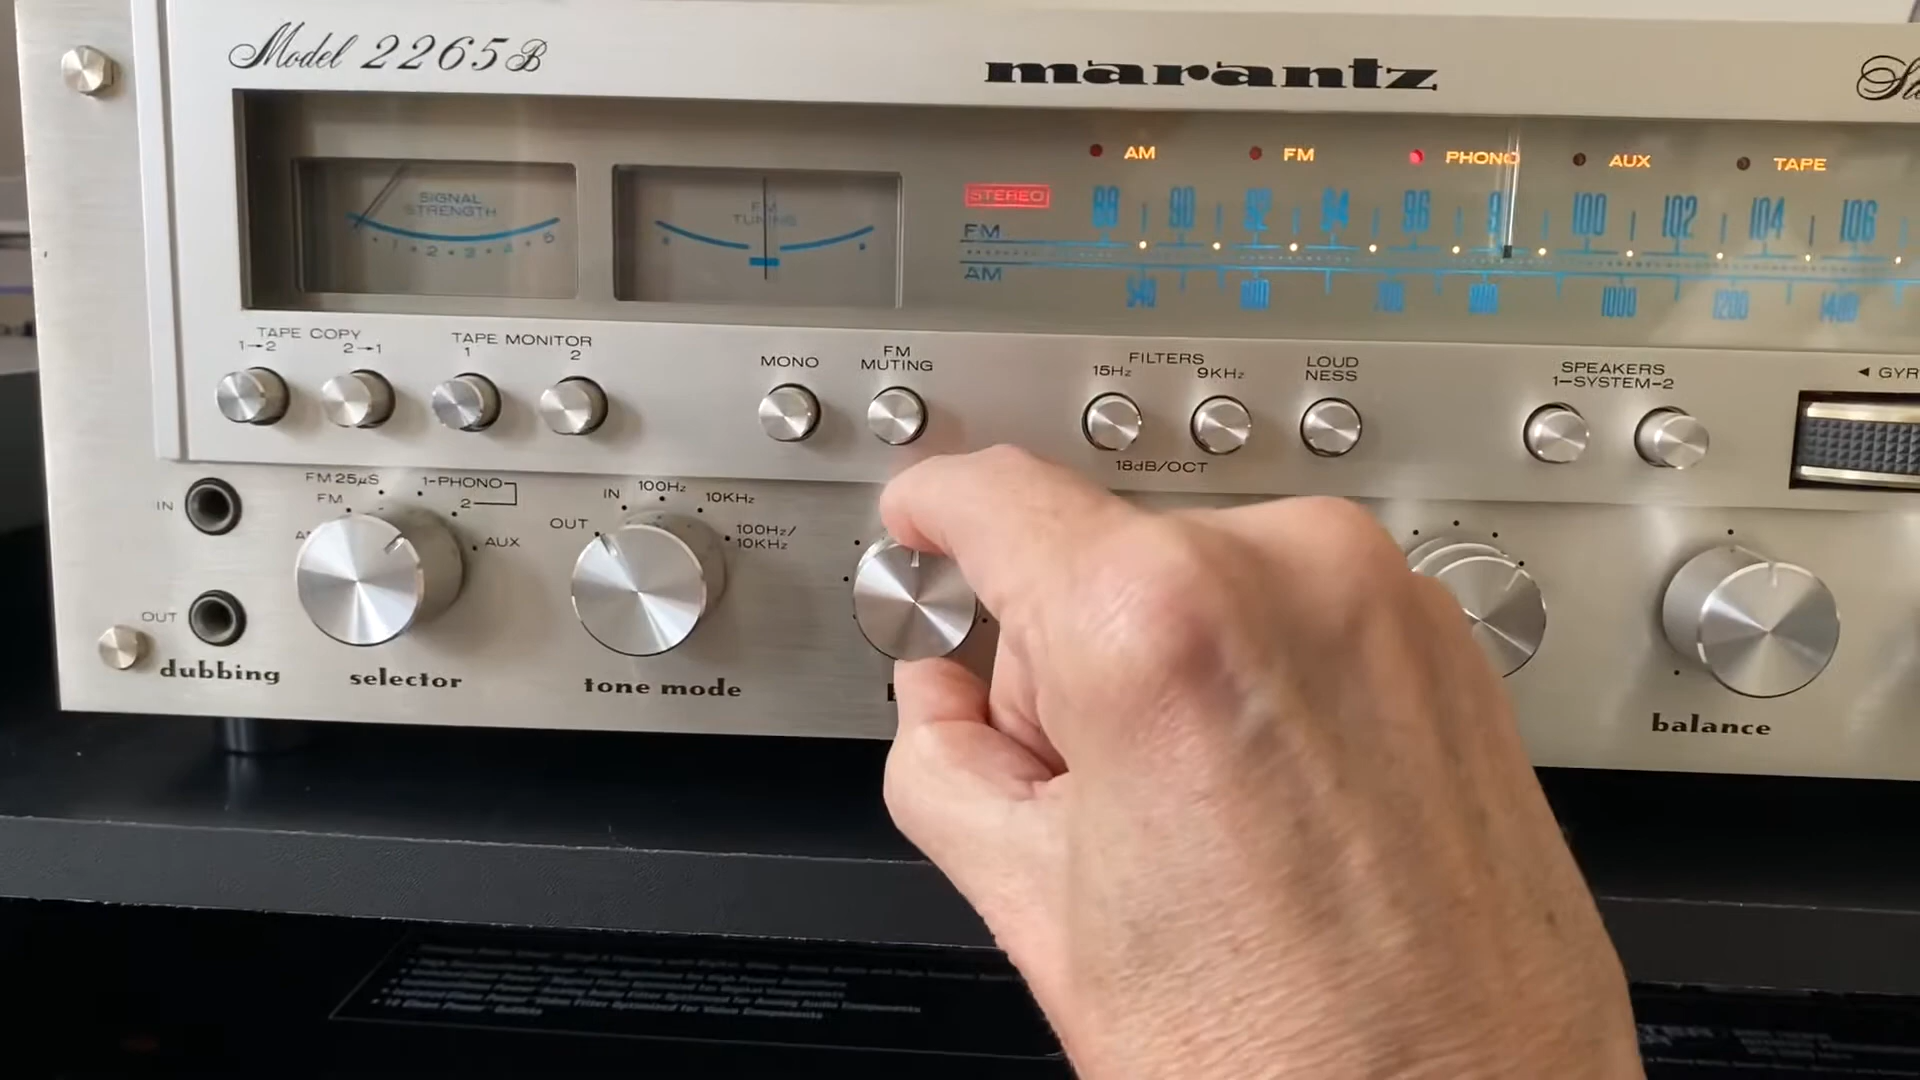 Model 2265B
marantz
AM FM PHONO AUX TAPE
STEREO
88 90 92 94 96 100 102 104 106
FM
AM
540 600 700 800 1000 1200 1400
SIGNAL
STRENGTH
1 2 3 4 5
FM
TUNING
TAPE COPY
1→2 2→1
TAPE MONITOR
1 2
MONO
FM
MUTING
FILTERS
15Hz 9KHz
18dB/OCT
LOUD
NESS
SPEAKERS
1–SYSTEM–2
◄
IN
OUT
dubbing
FM 25µS
FM
1-PHONO
2
AUX
selector
OUT
IN
100Hz
10KHz
100Hz/
10KHz
tone mode
balance